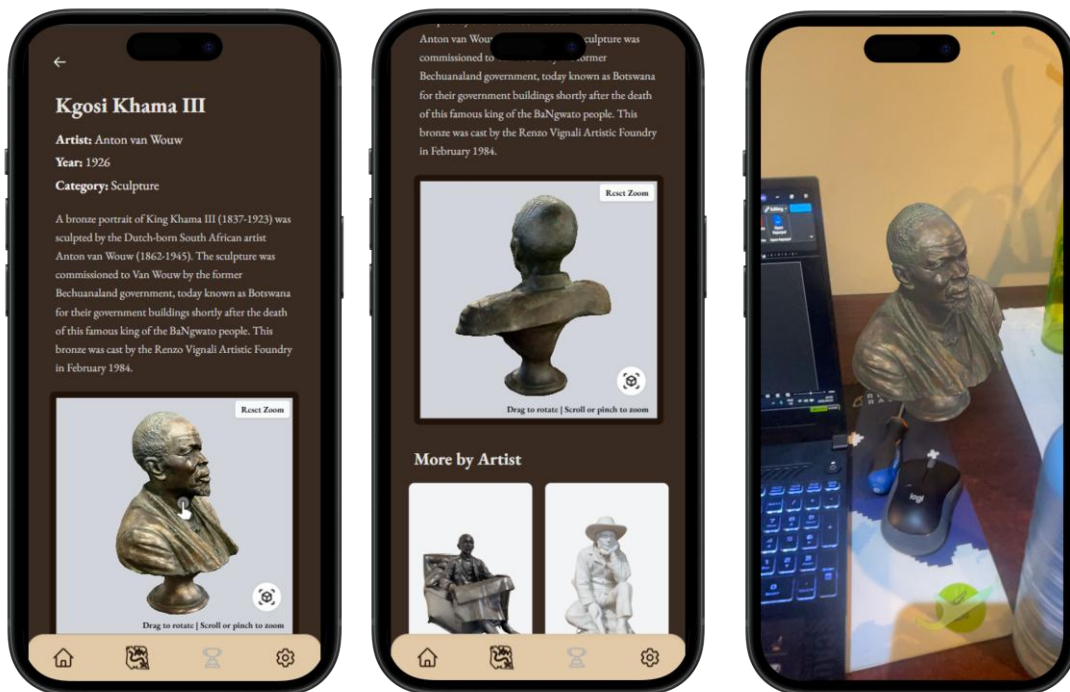 Kgosi Khama III
Artist: Anton van Wouw
Year: 1926
Category: Sculpture
A bronze portrait of King Khama III (1837-1923) was
sculpted by the Dutch-born South African artist
Anton van Wouw (1862-1945). The sculpture was
commissioned to Van Wouw by the former
Bechuanaland government, today known as Botswana
for their government buildings shortly after the death
of this famous king of the BaNgwato people. This
bronze was cast by the Renzo Vignali Artistic Foundry
in February 1984.
Reset Zoom
Drag to rotate | Scroll or pinch to zoom
Anton van sculpture was
commissioned to former
Bechuanaland government, today known as Botswana
for their government buildings shortly after the death
of this famous king of the BaNgwato people. This
bronze was cast by the Renzo Vignali Artistic Foundry
in February 1984.
Reset Zoom
Drag to rotate | Scroll or pinch to zoom
More by Artist
Editing
logi